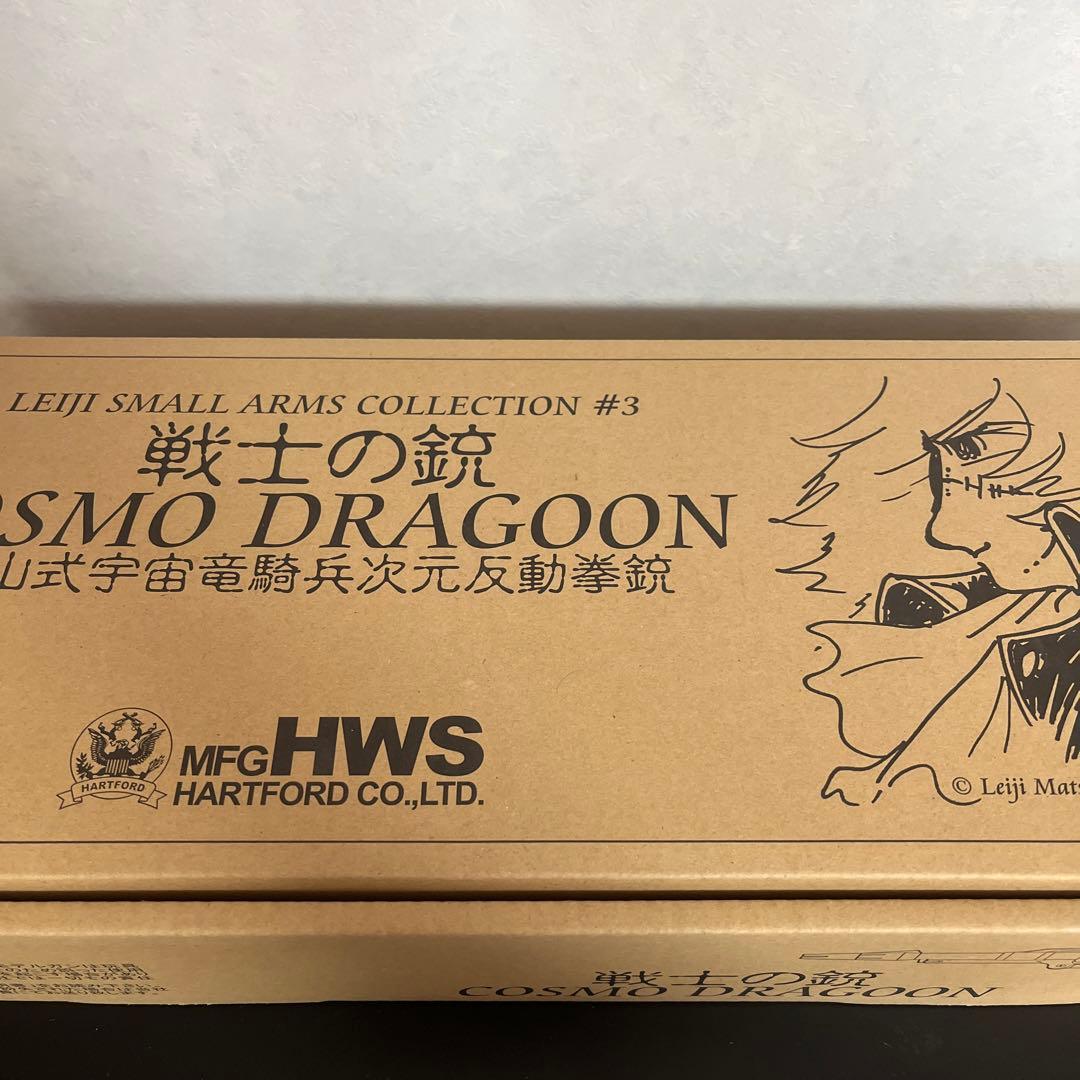 LEIJI SMALL ARMS COLLECTION #3
戦士の銃
OSMO DRAGOON
山式宇宙竜騎兵次元反動拳銃
HARTFORD
MFG HWS
HARTFORD CO.,LTD.
© Leiji Mats
戦士の銃
COSMO DRAGOON